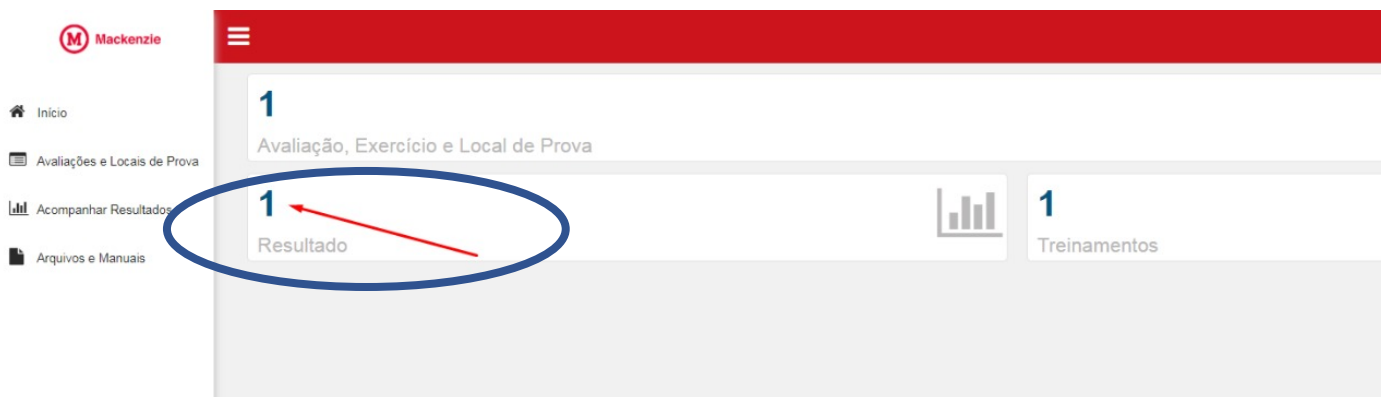 M Mackenzie
Início
Avaliações e Locais de Prova
Acompanhar Resultados
Arquivos e Manuais
1
Avaliação, Exercício e Local de Prova
1
Resultado
1
Treinamentos